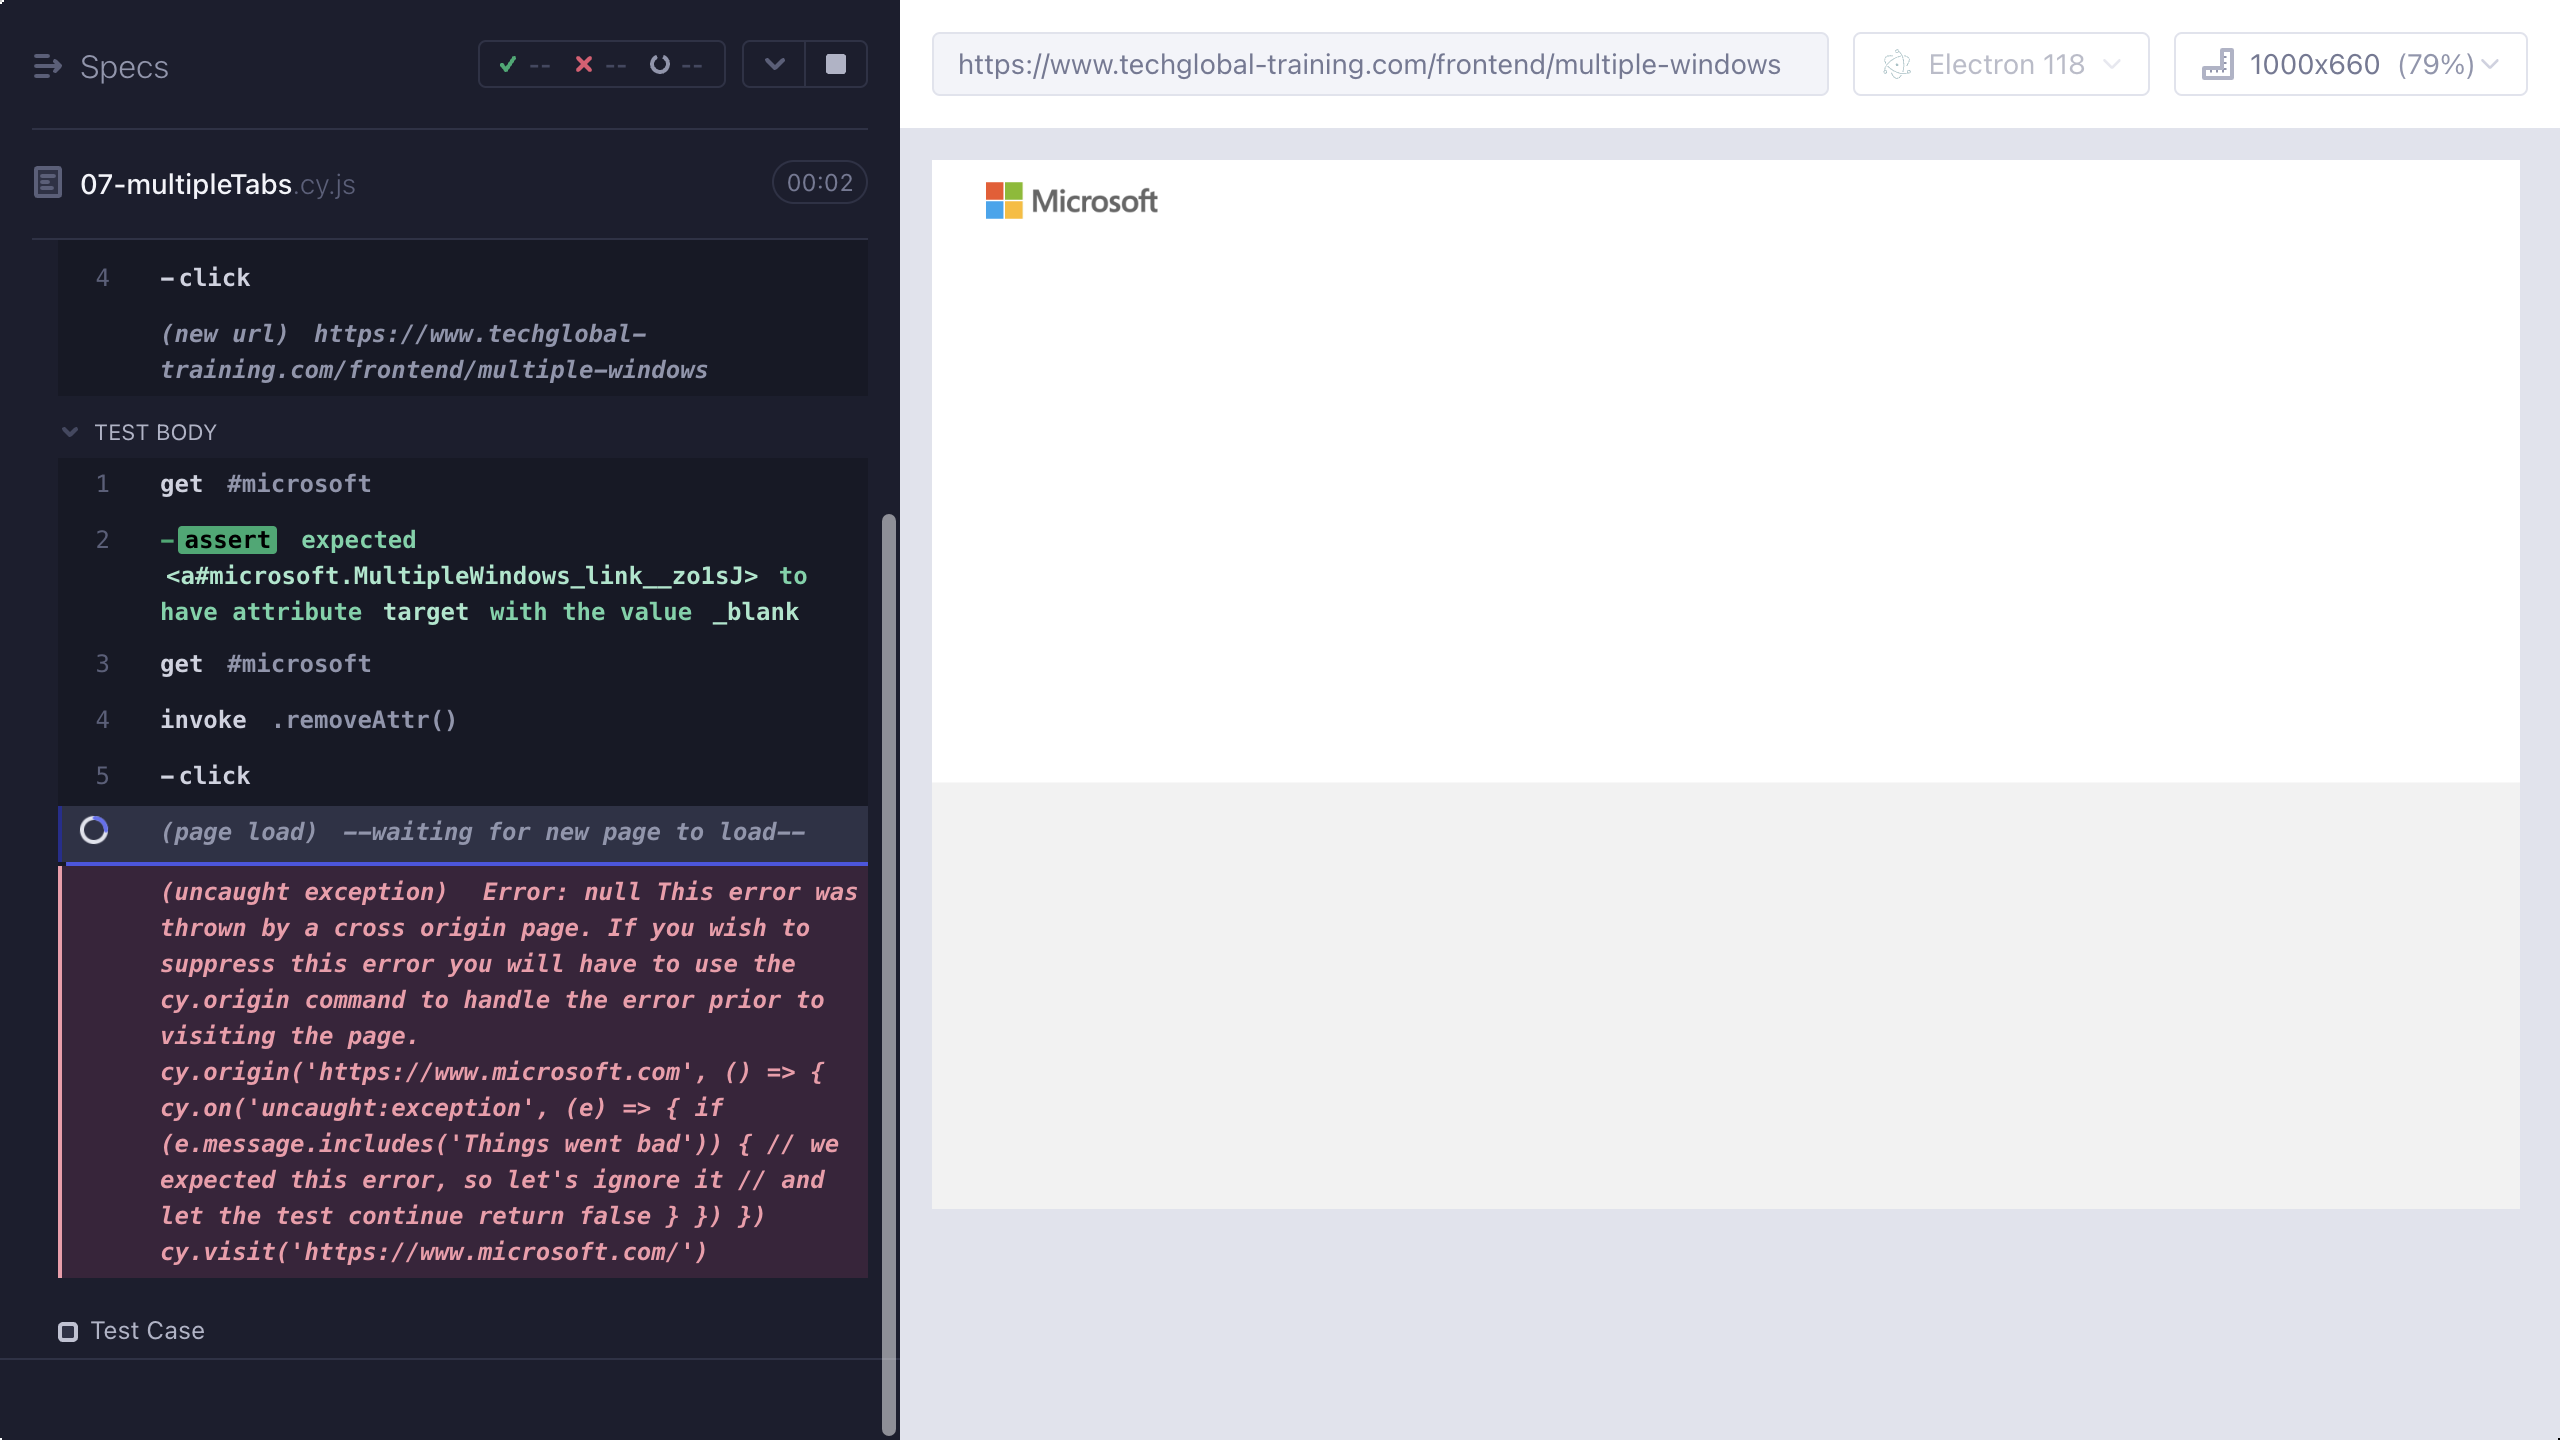 Specs
-- -- --
07-multipleTabs.cy.js
00:02
4 -click
(new url) https://www.techglobal-
training.com/frontend/multiple-windows
TEST BODY
1 get #microsoft
2 -assert expected
<a#microsoft.MultipleWindows_link__zo1sJ> to
have attribute target with the value _blank
3 get #microsoft
4 invoke .removeAttr()
5 -click
(page load) --waiting for new page to load--
(uncaught exception) Error: null This error was
thrown by a cross origin page. If you wish to
suppress this error you will have to use the
cy.origin command to handle the error prior to
visiting the page.
cy.origin('https://www.microsoft.com', () => {
cy.on('uncaught:exception', (e) => { if
(e.message.includes('Things went bad')) { // we
expected this error, so let's ignore it // and
let the test continue return false } }) })
cy.visit('https://www.microsoft.com/')
Test Case
https://www.techglobal-training.com/frontend/multiple-windows
Electron 118
1000x660 (79%)
Microsoft